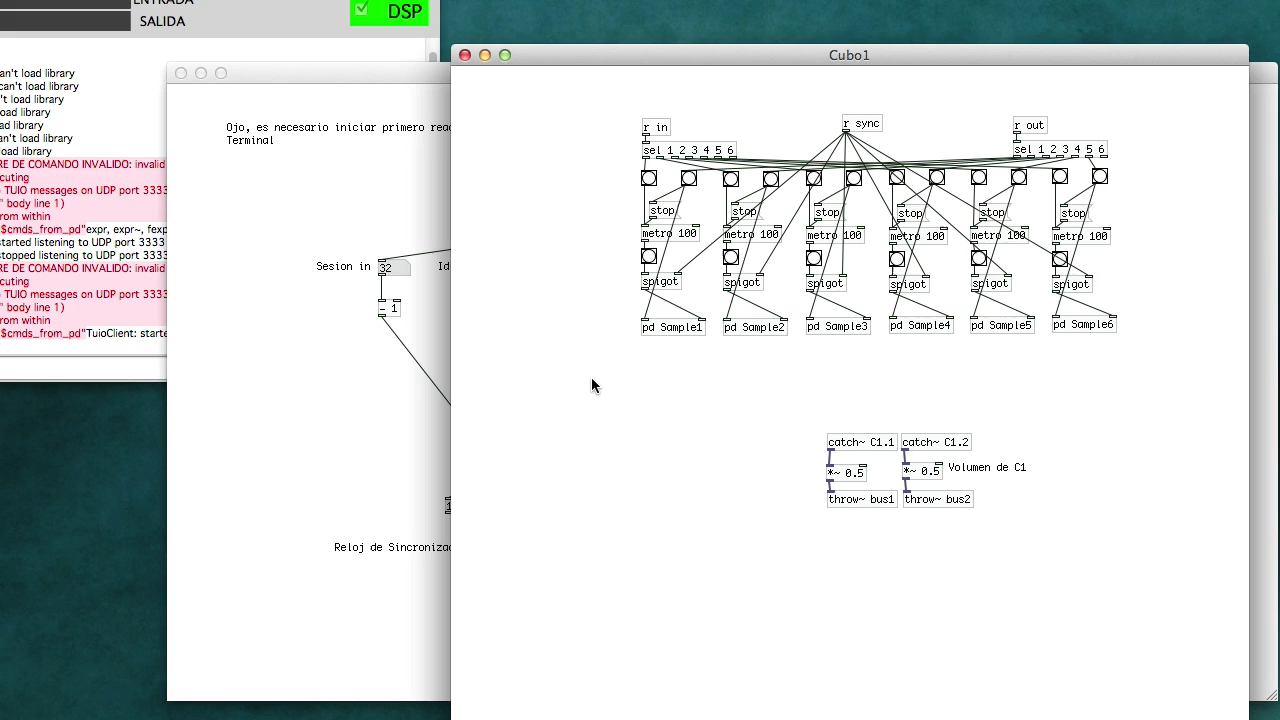 ENTRADA
SALIDA
DSP
an't load library
can't load library
't load library
oad library
load library
an't load library
load library
RE DE COMANDO INVALIDO: invalid
cuting
TUIO messages on UDP port 3333
" body line 1)
rom within
$cmds_from_pd"expr, expr~, fexp
started listening to UDP port 3333
stopped listening to UDP port 3333
RE DE COMANDO INVALIDO: invalid
cuting
TUIO messages on UDP port 3333
" body line 1)
rom within
$cmds_from_pd"TuioClient: starte
Ojo, es necesario iniciar primero reac
Terminal
Sesion in
32
Id
- 1
Reloj de Sincroniza
Cubo1
r in
r sync
r out
sel 1 2 3 4 5 6
sel 1 2 3 4 5 6
stop stop stop stop stop stop
metro 100 metro 100 metro 100 metro 100 metro 100 metro 100
spigot spigot spigot spigot spigot spigot
pd Sample1 pd Sample2 pd Sample3 pd Sample4 pd Sample5 pd Sample6
catch~ C1.1 catch~ C1.2
*~ 0.5 *~ 0.5 Volumen de C1
throw~ bus1 throw~ bus2